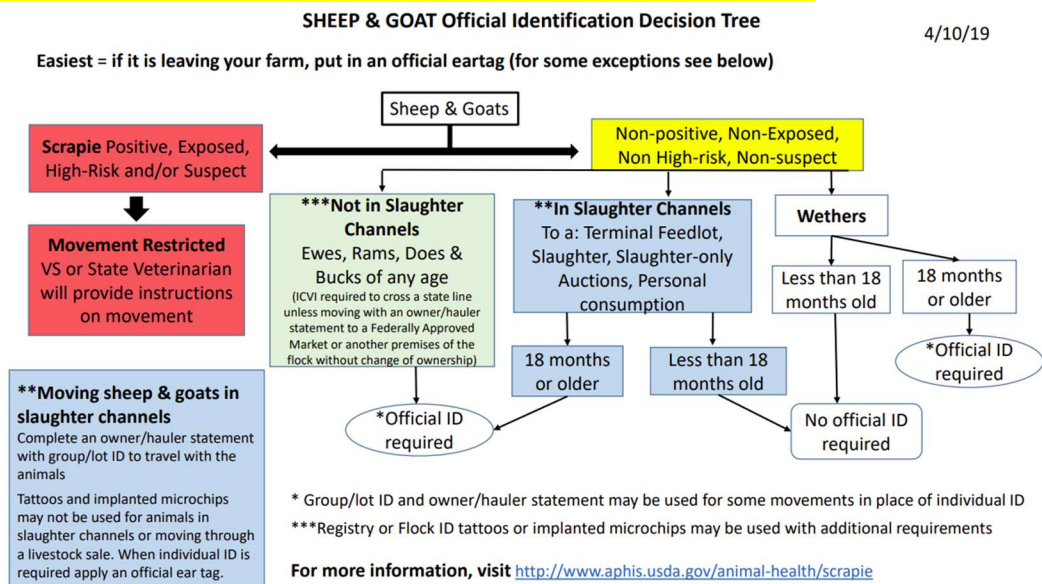 SHEEP & GOAT Official Identification Decision Tree
4/10/19
Easiest = if it is leaving your farm, put in an official eartag (for some exceptions see below)
Sheep & Goats
Scrapie Positive, Exposed,
High-Risk and/or Suspect
Non-positive, Non-Exposed,
Non High-risk, Non-suspect
Movement Restricted
VS or State Veterinarian
will provide instructions
on movement
***Not in Slaughter
Channels
Ewes, Rams, Does &
Bucks of any age
(ICVI required to cross a state line
unless moving with an owner/hauler
statement to a Federally Approved
Market or another premises of the
flock without change of ownership)
**In Slaughter Channels
To a: Terminal Feedlot,
Slaughter, Slaughter-only
Auctions, Personal
consumption
Wethers
Less than 18
months old
18 months
or older
*Official ID
required
18 months
or older
Less than 18
months old
*Official ID
required
No official ID
required
**Moving sheep & goats in
slaughter channels
Complete an owner/hauler statement
with group/lot ID to travel with the
animals
Tattoos and implanted microchips
may not be used for animals in
slaughter channels or moving through
a livestock sale. When individual ID is
required apply an official ear tag.
* Group/lot ID and owner/hauler statement may be used for some movements in place of individual ID
***Registry or Flock ID tattoos or implanted microchips may be used with additional requirements
For more information, visit http://www.aphis.usda.gov/animal-health/scrapie